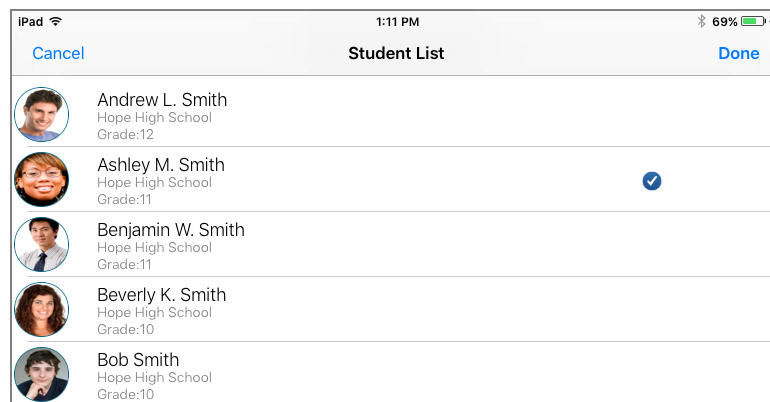 iPad 1:11 PM 69%
Cancel Student List Done
Andrew L. Smith
Hope High School
Grade:12
Ashley M. Smith
Hope High School
Grade:11
Benjamin W. Smith
Hope High School
Grade:11
Beverly K. Smith
Hope High School
Grade:10
Bob Smith
Hope High School
Grade:10